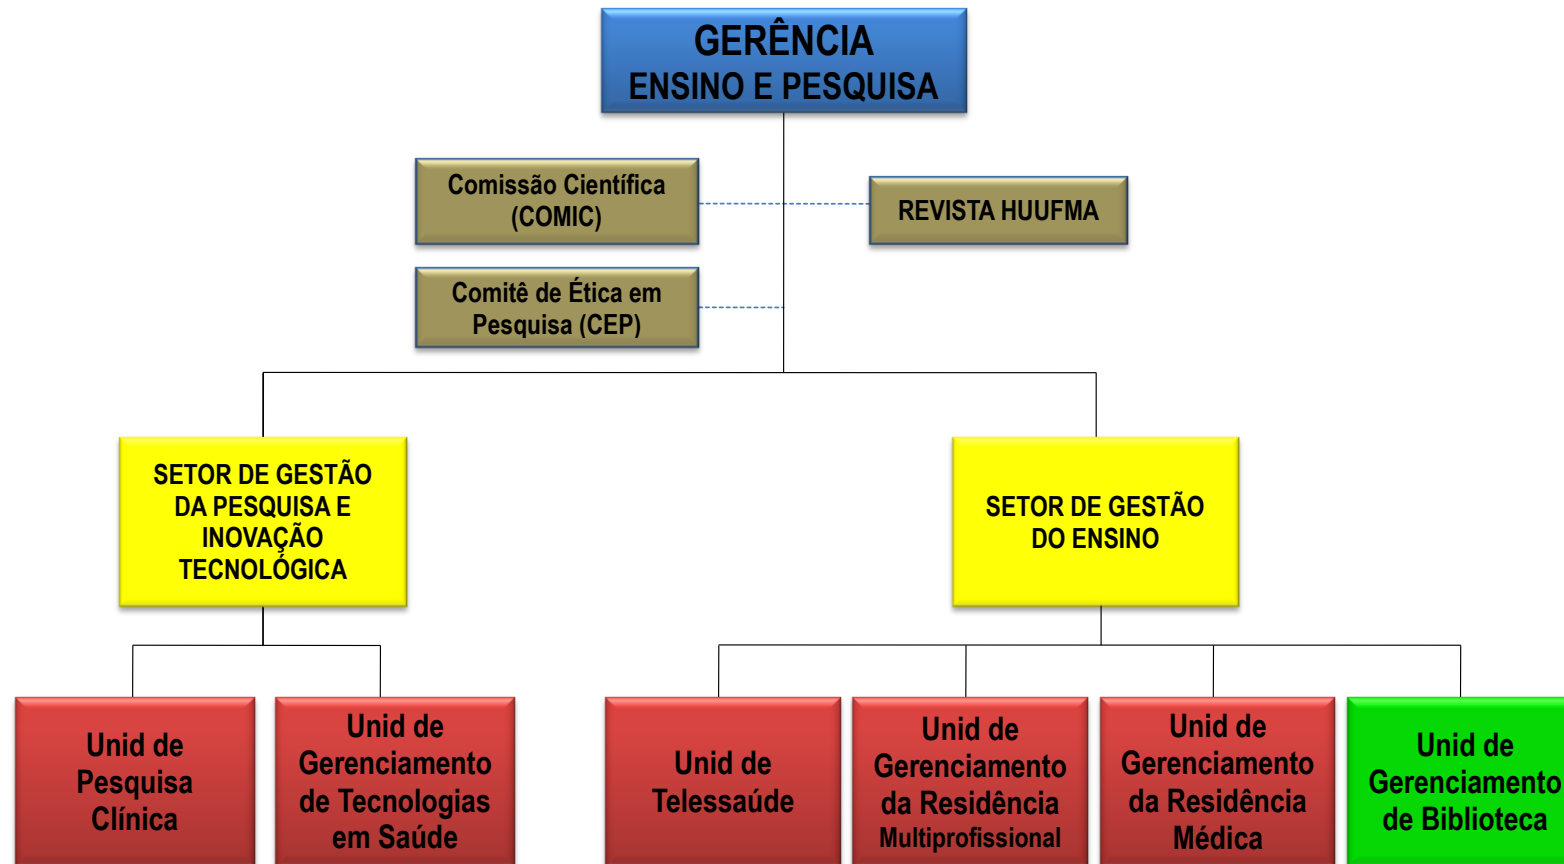 GERÊNCIA
ENSINO E PESQUISA
Comissão Científica
(COMIC)
REVISTA HUUFMA
Comitê de Ética em
Pesquisa (CEP)
SETOR DE GESTÃO
DA PESQUISA E
INOVAÇÃO
TECNOLÓGICA
SETOR DE GESTÃO
DO ENSINO
Unid de
Pesquisa
Clínica
Unid de
Gerenciamento
de Tecnologias
em Saúde
Unid de
Telessaúde
Unid de
Gerenciamento
da Residência
Multiprofissional
Unid de
Gerenciamento
da Residência
Médica
Unid de
Gerenciamento
de Biblioteca